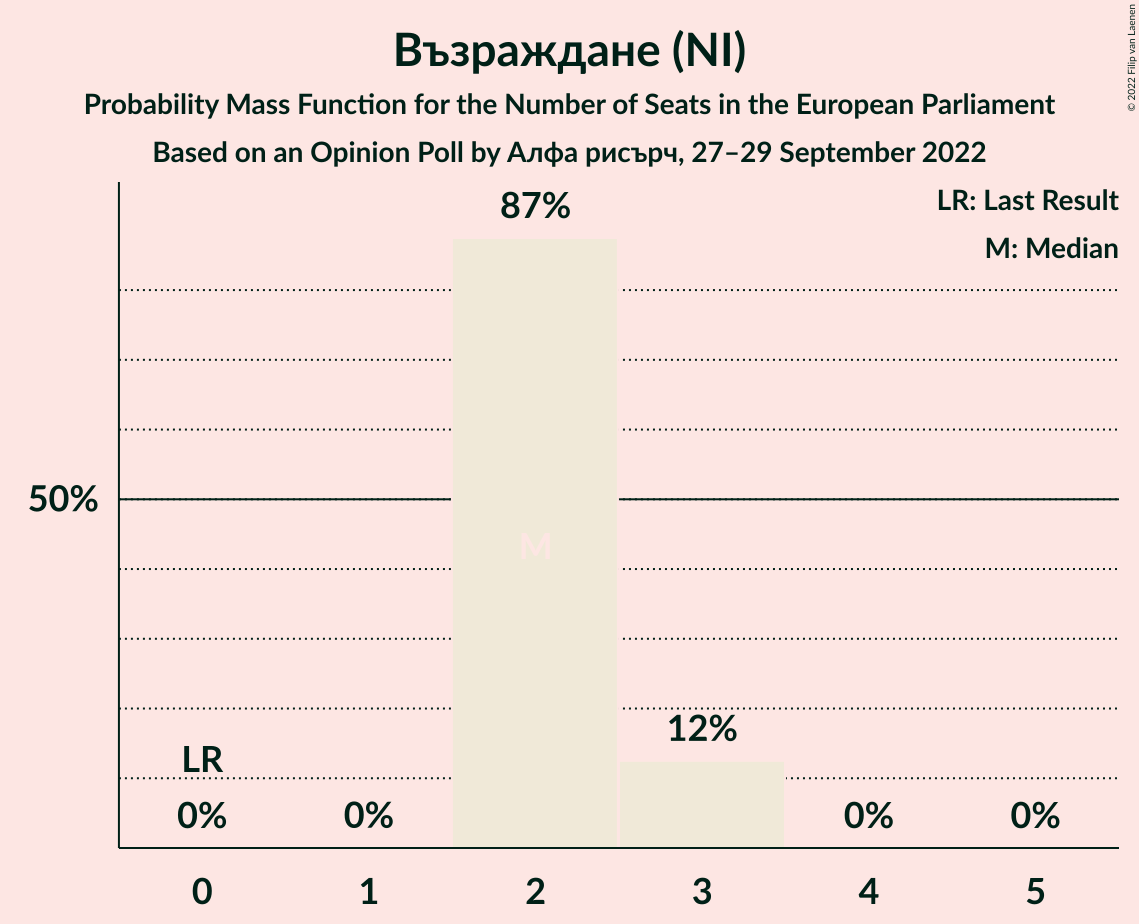 Възраждане (NI)
Probability Mass Function for the Number of Seats in the European Parliament
Based on an Opinion Poll by Алфа рисърч, 27–29 September 2022
© 2022 Filip van Laenen
LR: Last Result
M: Median
87%
50%
M
12%
LR
0%
0%
0%
0%
0
1
2
3
4
5